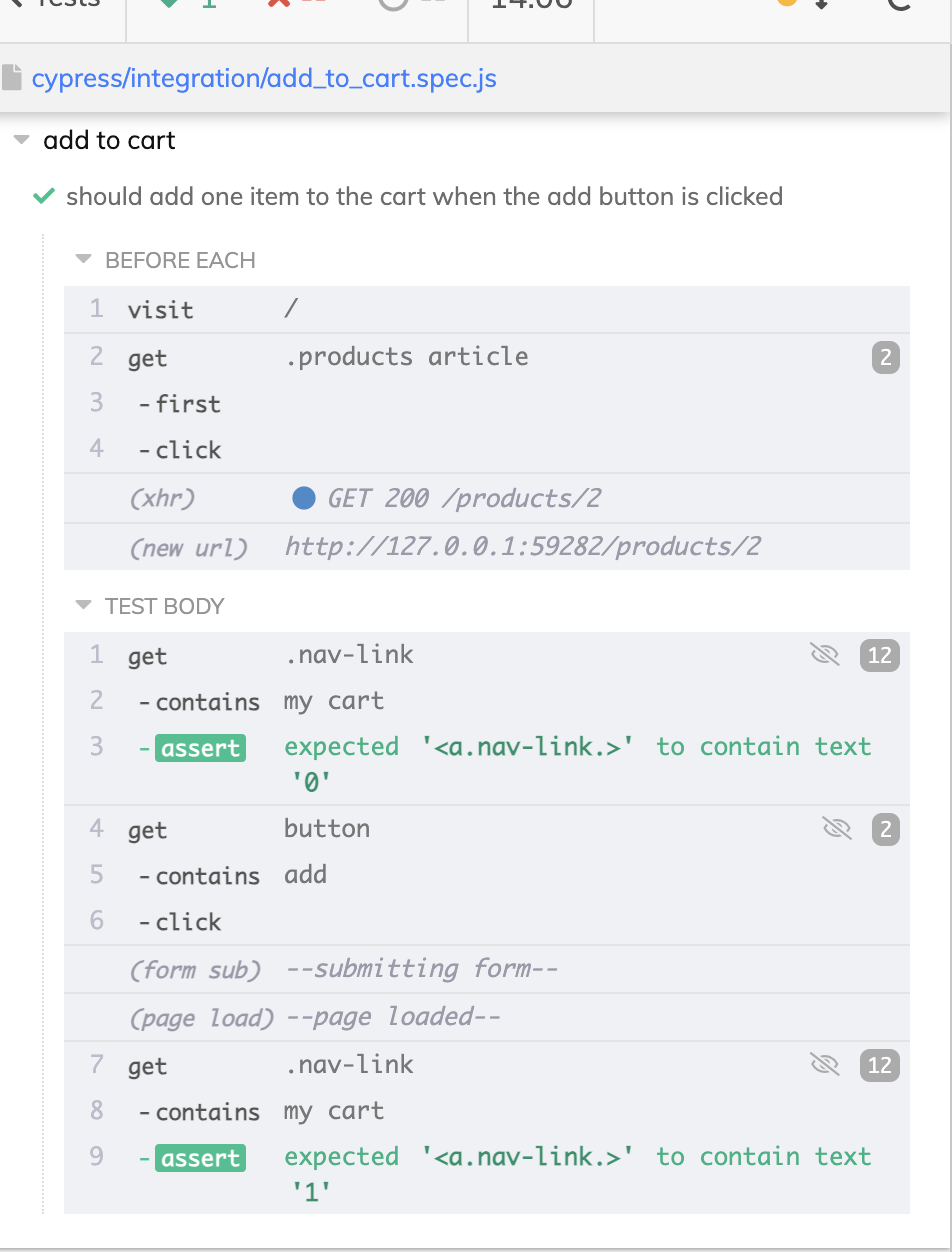 Tests 1 -- -- 14.06
cypress/integration/add_to_cart.spec.js
add to cart
should add one item to the cart when the add button is clicked
BEFORE EACH
1 visit /
2 get .products article 2
3 -first
4 -click
(xhr) GET 200 /products/2
(new url) http://127.0.0.1:59282/products/2
TEST BODY
1 get .nav-link 12
2 -contains my cart
3 -assert expected '<a.nav-link.>' to contain text
'0'
4 get button 2
5 -contains add
6 -click
(form sub) --submitting form--
(page load) --page loaded--
7 get .nav-link 12
8 -contains my cart
9 -assert expected '<a.nav-link.>' to contain text
'1'